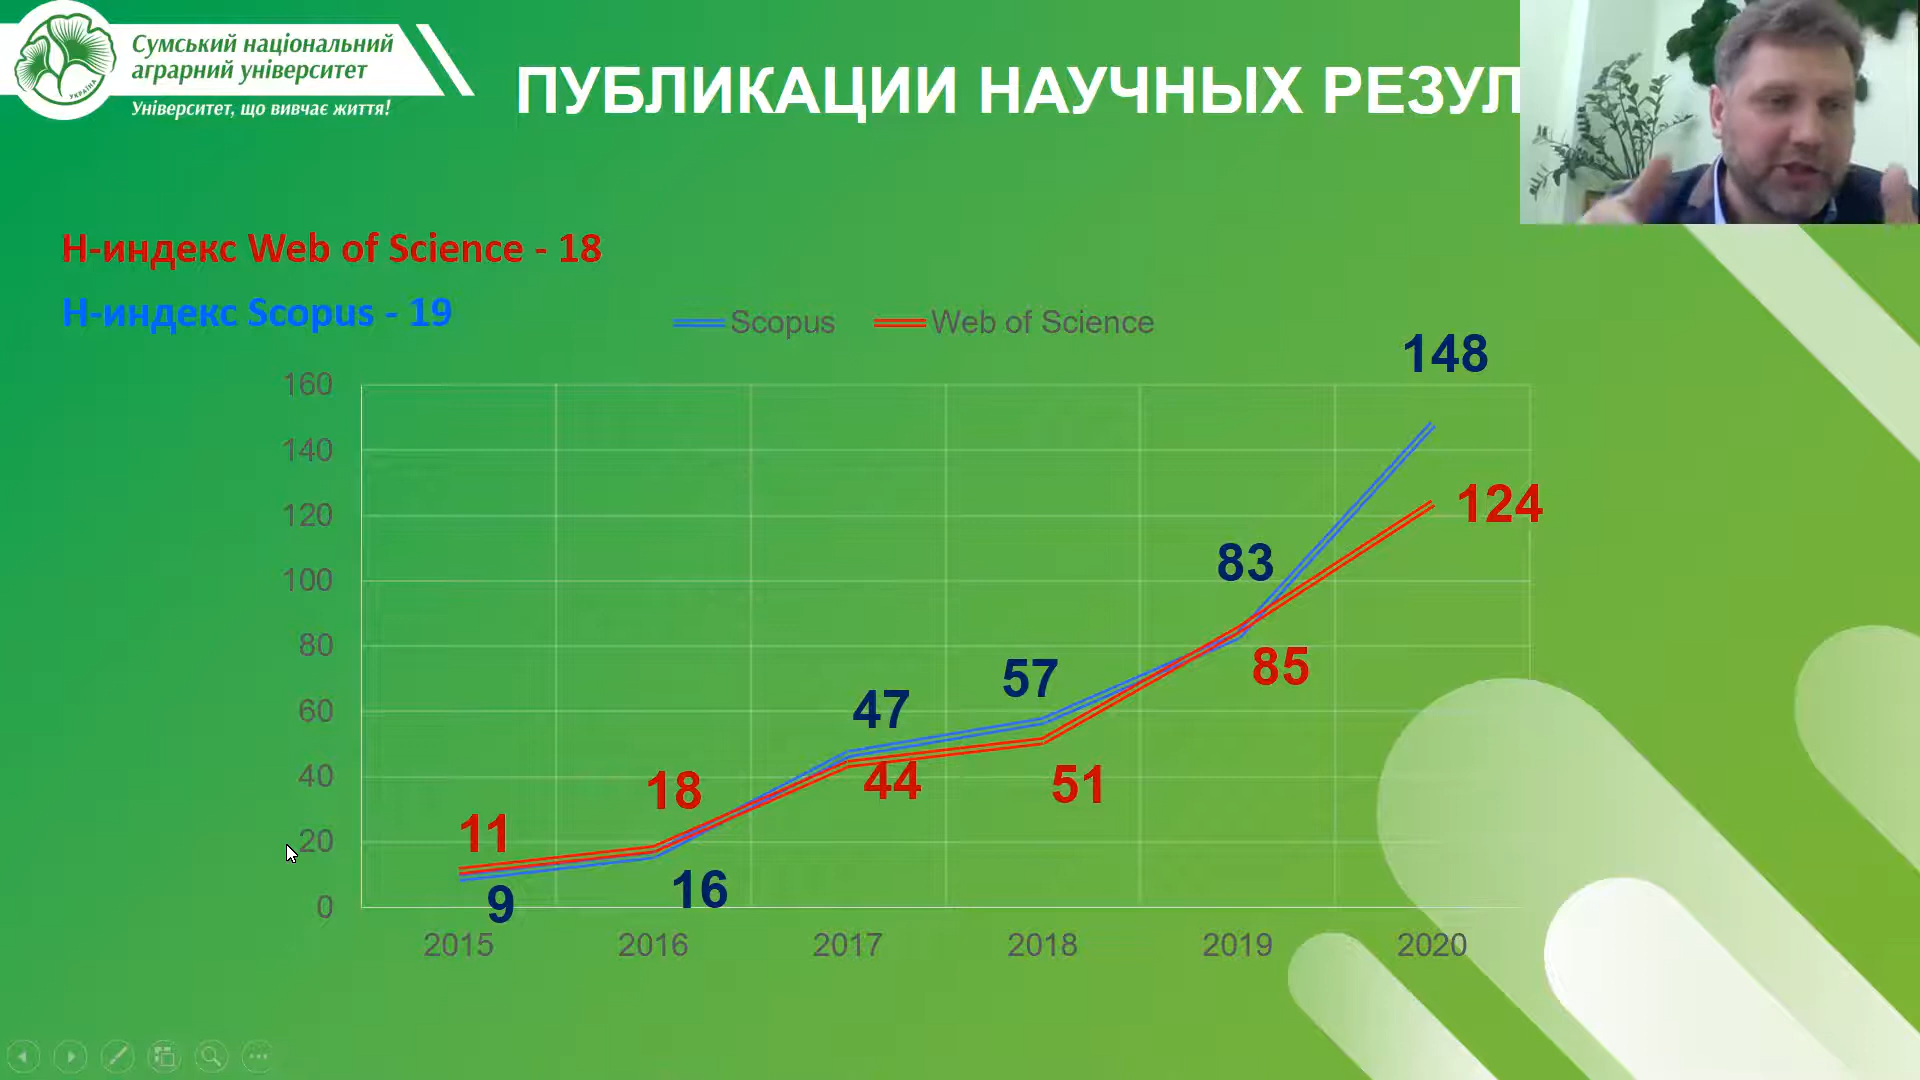 Сумський національний
аграрний університет
Університет, що вивчає життя!
УКРАЇНА
ПУБЛИКАЦИИ НАУЧНЫХ РЕЗУЛ
Н-индекс Web of Science - 18
Н-индекс Scopus - 19
Scopus Web of Science
160
140
120
100
80
60
40
20
0
11
9
18
16
47
44
57
51
83
85
148
124
2015 2016 2017 2018 2019 2020